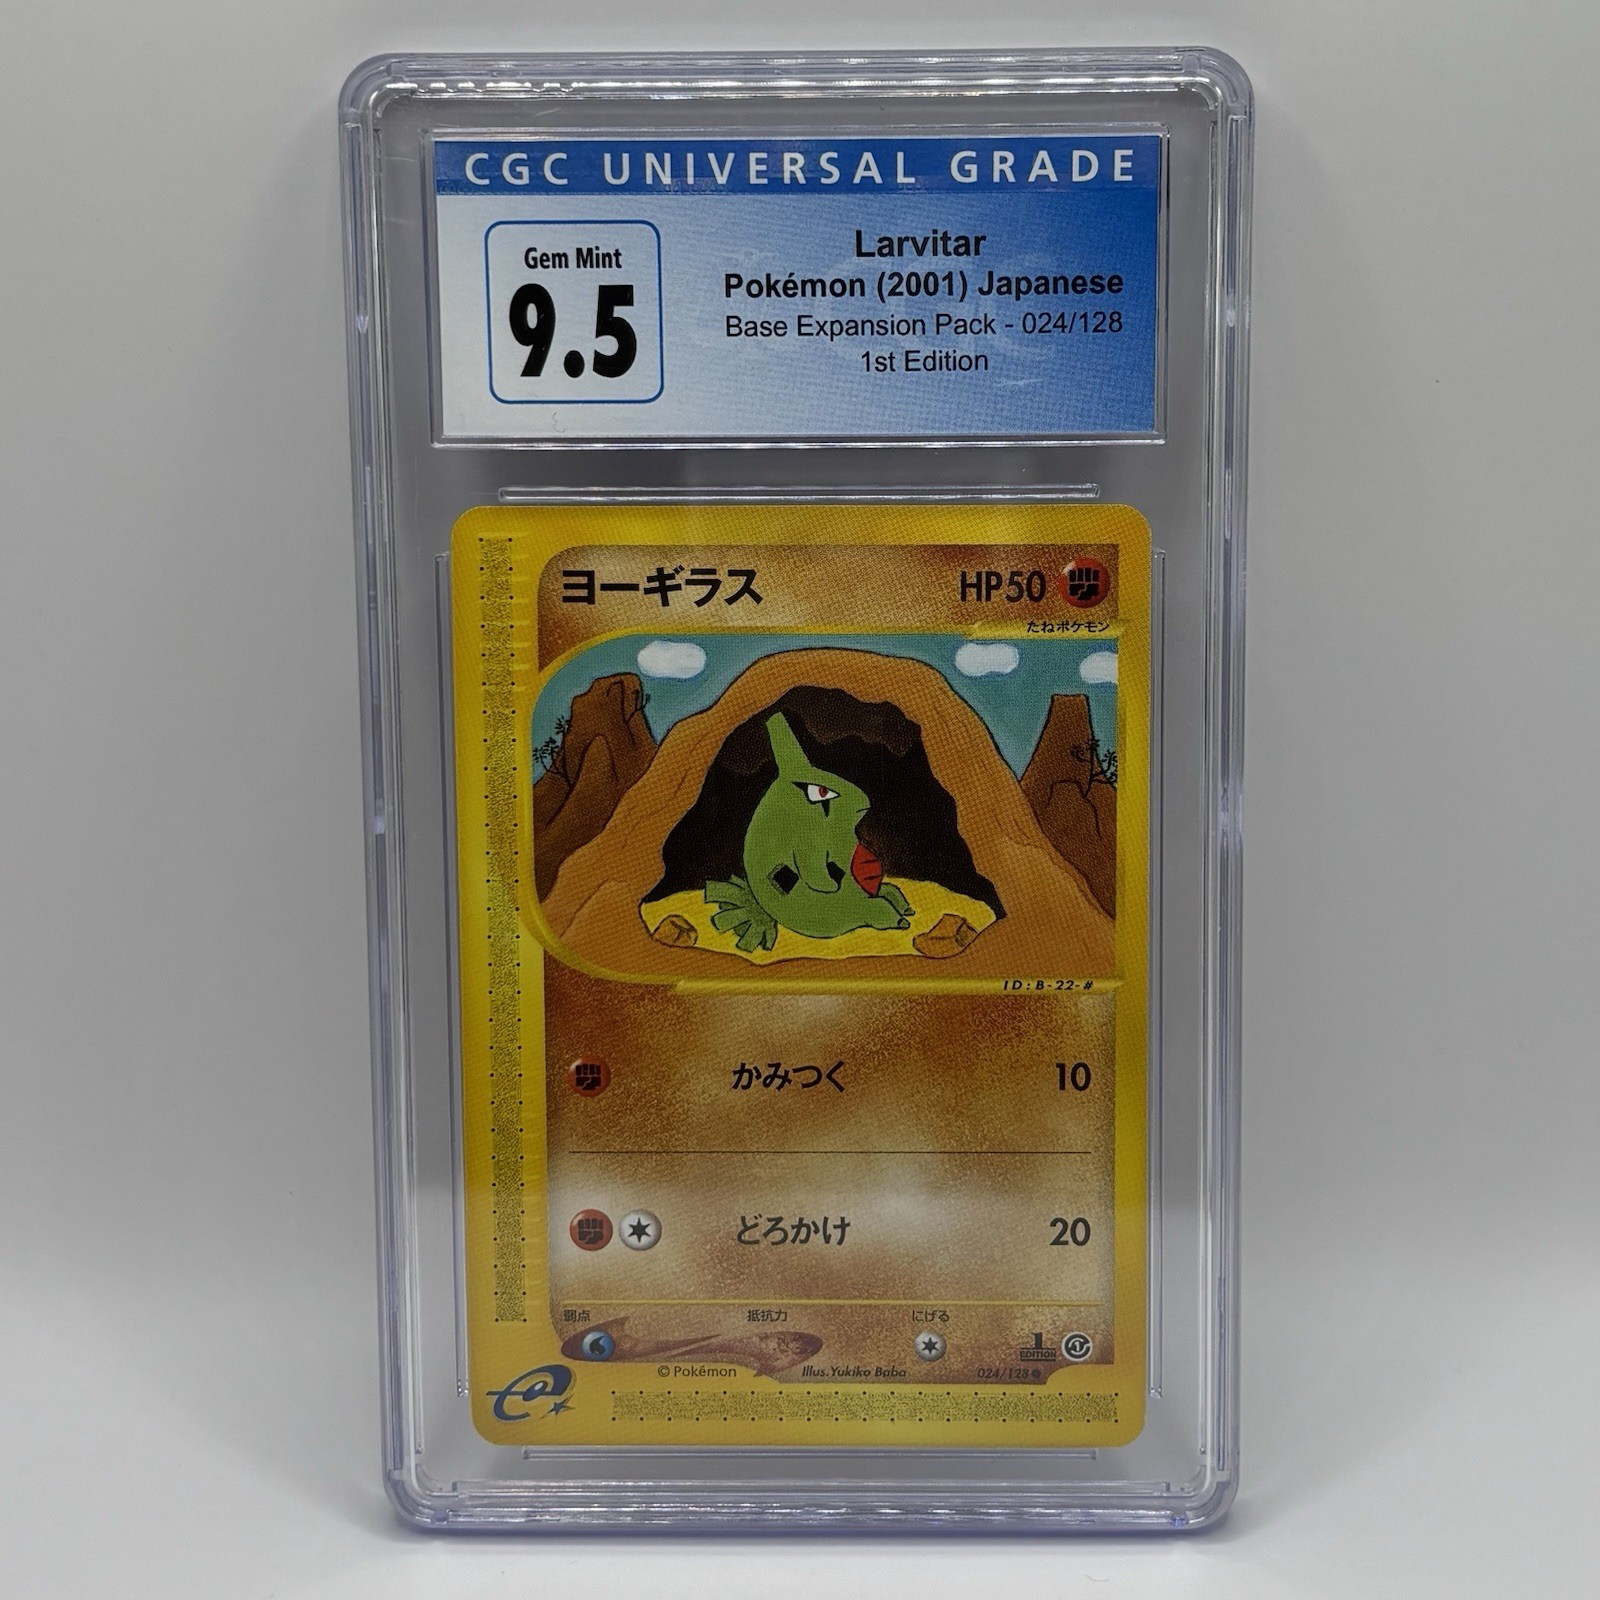 CGC UNIVERSAL GRADE
Gem Mint
9.5
Larvitar
Pokémon (2001) Japanese
Base Expansion Pack - 024/128
1st Edition
ヨーギラス HP50
たねポケモン
ID:B-22-#
かみつく 10
どろかけ 20
弱点 抵抗力 にげる
1 EDITION
© Pokémon Illus.Yukiko Baba 024/128
e